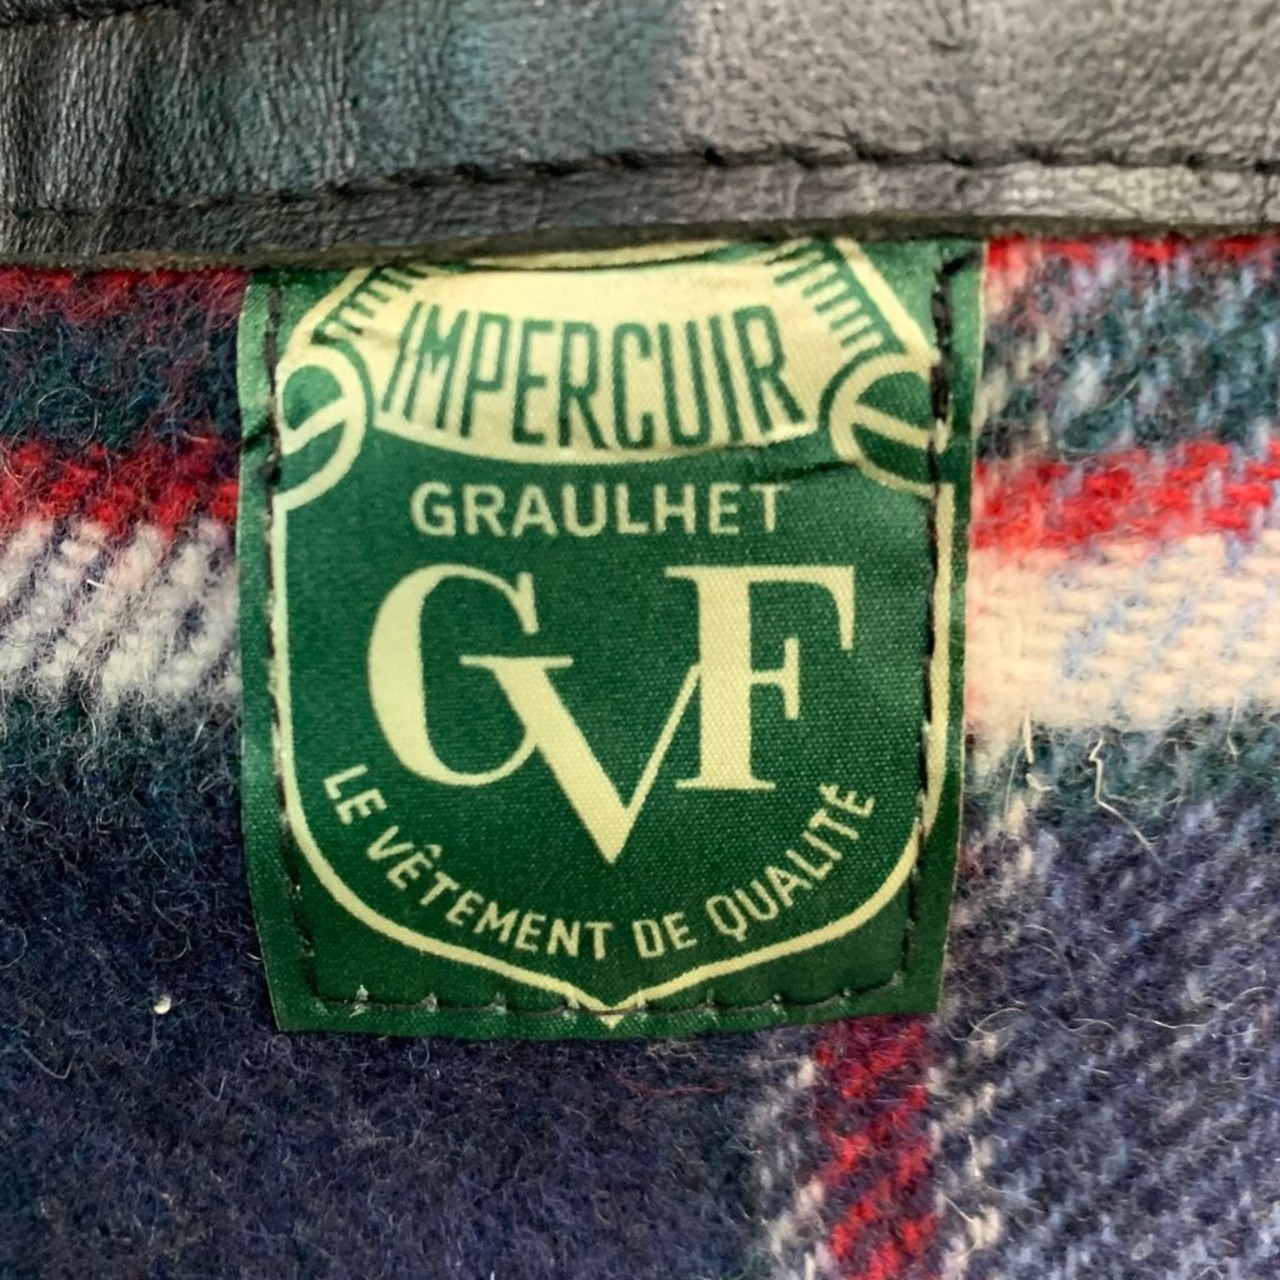 IMPERCUIR
GRAULHET
GVF
LE VÊTEMENT DE QUALITÉ